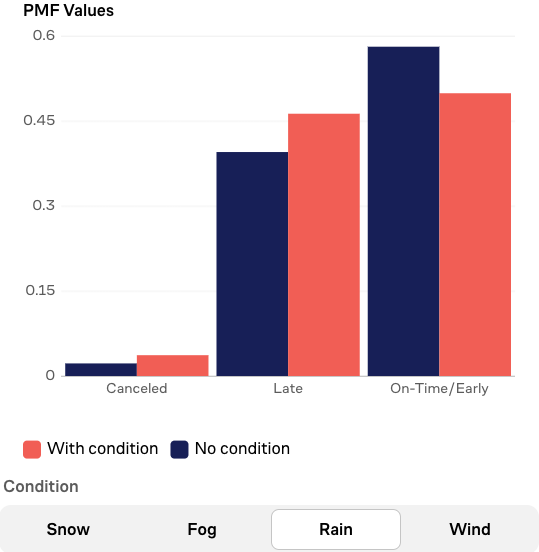 PMF Values
0.6
0.45
0.3
0.15
0
Canceled Late On-Time/Early
With condition No condition
Condition
Snow Fog Rain Wind